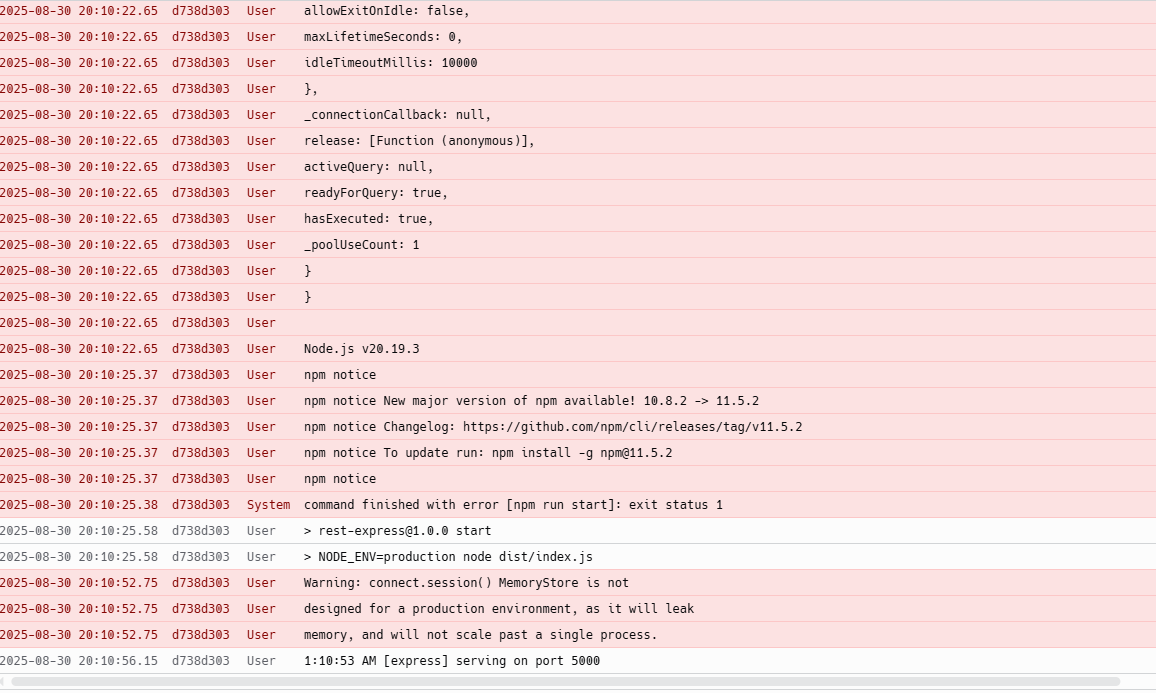 2025-08-30 20:10:22.65 d738d303 User allowExitOnIdle: false,
2025-08-30 20:10:22.65 d738d303 User maxLifetimeSeconds: 0,
2025-08-30 20:10:22.65 d738d303 User idleTimeoutMillis: 10000
2025-08-30 20:10:22.65 d738d303 User },
2025-08-30 20:10:22.65 d738d303 User _connectionCallback: null,
2025-08-30 20:10:22.65 d738d303 User release: [Function (anonymous)],
2025-08-30 20:10:22.65 d738d303 User activeQuery: null,
2025-08-30 20:10:22.65 d738d303 User readyForQuery: true,
2025-08-30 20:10:22.65 d738d303 User hasExecuted: true,
2025-08-30 20:10:22.65 d738d303 User _poolUseCount: 1
2025-08-30 20:10:22.65 d738d303 User }
2025-08-30 20:10:22.65 d738d303 User }
2025-08-30 20:10:22.65 d738d303 User
2025-08-30 20:10:22.65 d738d303 User Node.js v20.19.3
2025-08-30 20:10:25.37 d738d303 User npm notice
2025-08-30 20:10:25.37 d738d303 User npm notice New major version of npm available! 10.8.2 -> 11.5.2
2025-08-30 20:10:25.37 d738d303 User npm notice Changelog: https://github.com/npm/cli/releases/tag/v11.5.2
2025-08-30 20:10:25.37 d738d303 User npm notice To update run: npm install -g npm@11.5.2
2025-08-30 20:10:25.37 d738d303 User npm notice
2025-08-30 20:10:25.38 d738d303 System command finished with error [npm run start]: exit status 1
2025-08-30 20:10:25.58 d738d303 User > rest-express@1.0.0 start
2025-08-30 20:10:25.58 d738d303 User > NODE_ENV=production node dist/index.js
2025-08-30 20:10:52.75 d738d303 User Warning: connect.session() MemoryStore is not
2025-08-30 20:10:52.75 d738d303 User designed for a production environment, as it will leak
2025-08-30 20:10:52.75 d738d303 User memory, and will not scale past a single process.
2025-08-30 20:10:56.15 d738d303 User 1:10:53 AM [express] serving on port 5000